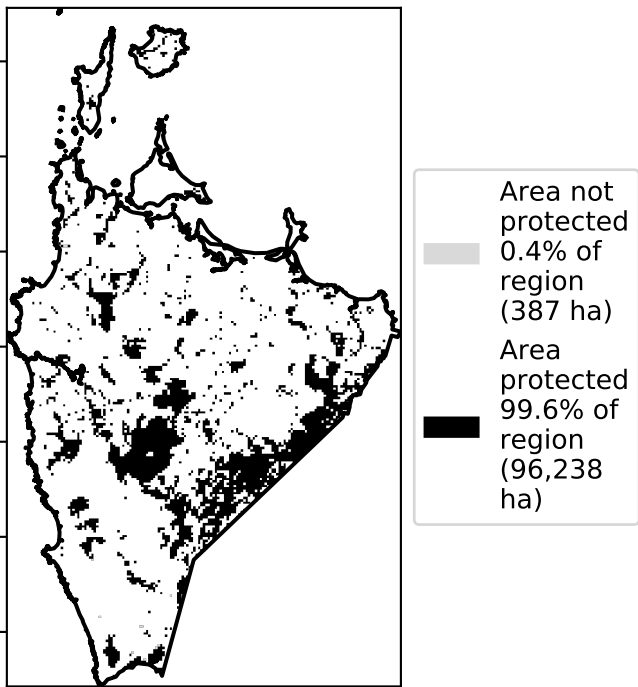 Area not
protected
0.4% of
region
(387 ha)
Area
protected
99.6% of
region
(96,238
ha)